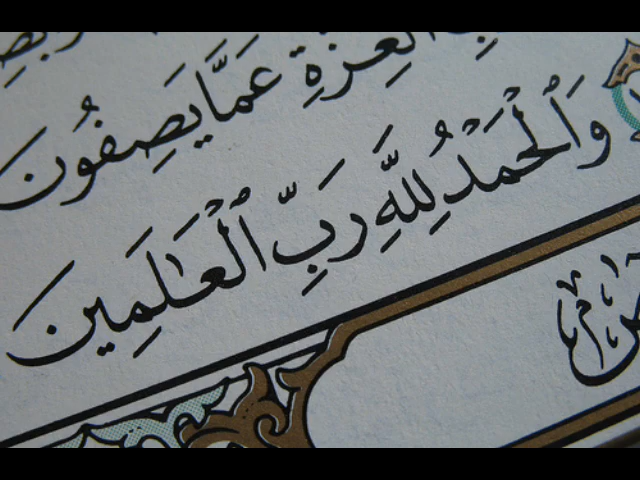 ٱلْعِزَّةِ عَمَّا يَصِفُونَ
وَٱلْحَمْدُ لِلَّهِ رَبِّ ٱلْعَـٰلَمِينَ